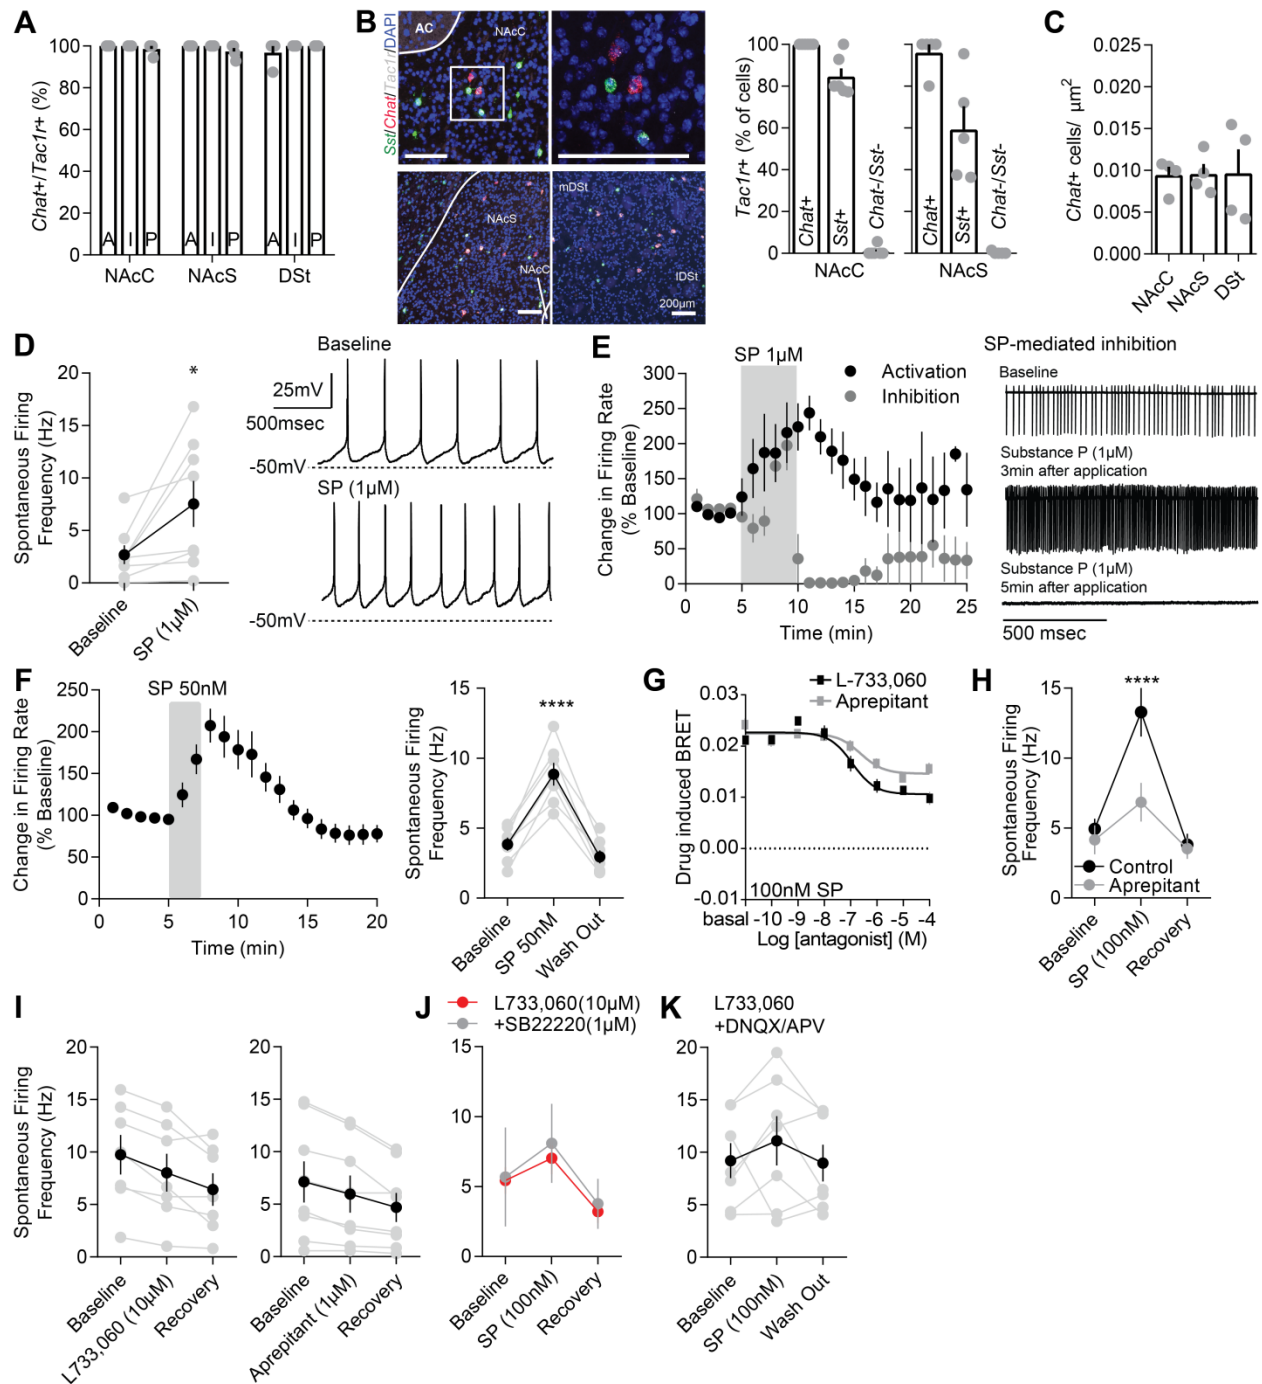 A
Chat+/Tac1r+ (%)
100
80
60
40
20
0
A I P
A I P
A I P
NAcC
NAcS
DSt
B
Sst/Chat/Tac1r/DAPI
AC
NAcC
NAcS
NAcC
mDSt
lDSt
200µm
Tac1r+ (% of cells)
100
80
60
40
20
0
Chat+
Sst+
Chat-/Sst-
Chat+
Sst+
Chat-/Sst-
NAcC
NAcS
C
Chat+ cells/ µm2
0.025
0.020
0.015
0.010
0.005
0.000
NAcC
NAcS
DSt
D
Spontaneous Firing
Frequency (Hz)
20
15
10
5
0
*
Baseline
SP (1µM)
Baseline
25mV
500msec
-50mV
SP (1µM)
-50mV
E
SP 1µM
Activation
Inhibition
Change in Firing Rate
(% Baseline)
300
250
200
150
100
50
0
0 5 10 15 20 25
Time (min)
SP-mediated inhibition
Baseline
Substance P (1µM)
3min after application
Substance P (1µM)
5min after application
500 msec
F
SP 50nM
Change in Firing Rate
(% Baseline)
250
200
150
100
50
0
0 5 10 15 20
Time (min)
Spontaneous Firing
Frequency (Hz)
15
10
5
0
****
Baseline
SP 50nM
Wash Out
G
L-733,060
Aprepitant
Drug induced BRET
0.03
0.02
0.01
0.00
-0.01
100nM SP
basal -10 -9 -8 -7 -6 -5 -4
Log [antagonist] (M)
H
Spontaneous Firing
Frequency (Hz)
15
10
5
0
****
Control
Aprepitant
Baseline
SP (100nM)
Recovery
I
Spontaneous Firing
Frequency (Hz)
20
15
10
5
0
Baseline
L733,060 (10µM)
Recovery
20
15
10
5
0
Baseline
Aprepitant (1µM)
Recovery
J
L733,060(10µM)
+SB22220(1µM)
15
10
5
0
Baseline
SP (100nM)
Recovery
K
L733,060
+DNQX/APV
20
15
10
5
0
Baseline
SP (100nM)
Wash Out